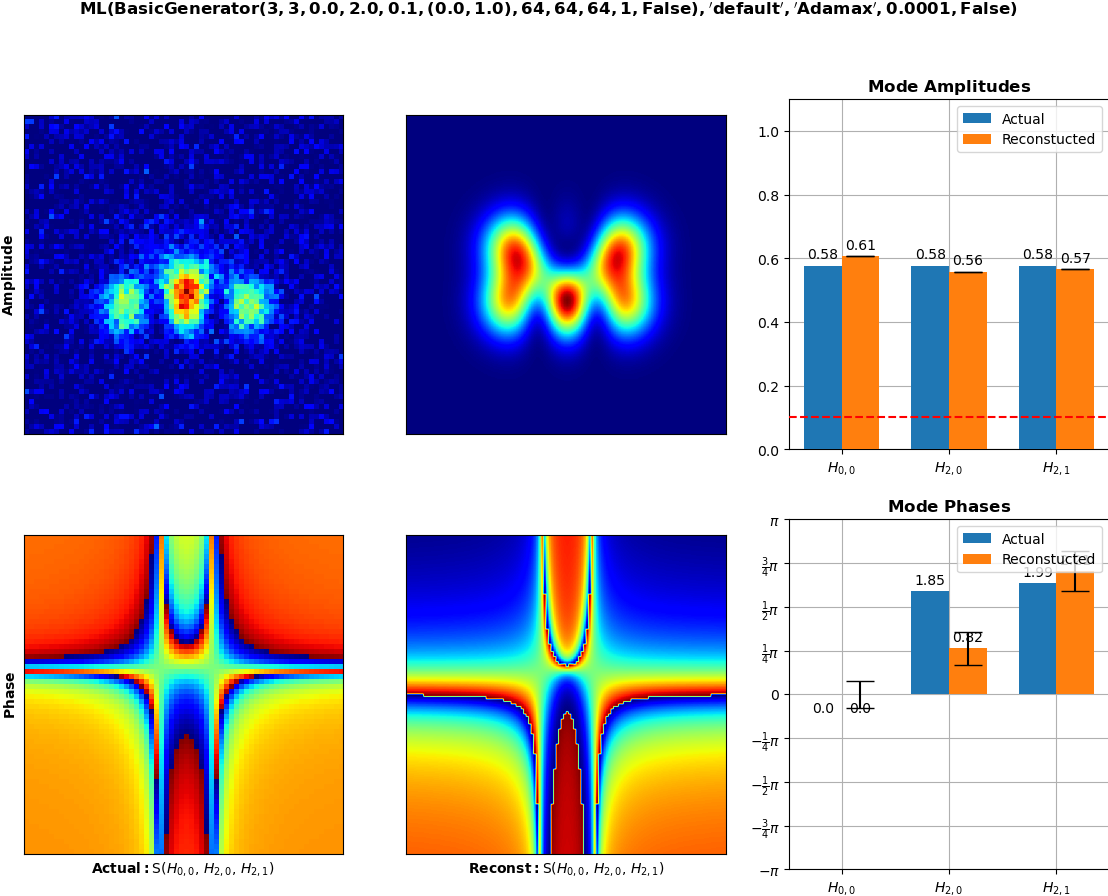 ML(BasicGenerator(3, 3, 0.0, 2.0, 0.1, (0.0, 1.0), 64, 64, 64, 1, False), ′default′, ′Adamax′, 0.0001, False)
Mode Amplitudes
Actual
Reconstucted
1.0
0.8
0.6
0.4
0.2
0.0
0.58
0.61
0.58
0.56
0.58
0.57
H0,0
H2,0
H2,1
Amplitude
Mode Phases
Actual
Reconstucted
π
3/4π
1/2π
1/4π
0
−1/4π
−1/2π
−3/4π
−π
0.0
0.0
1.85
0.82
1.99
H0,0
H2,0
H2,1
Phase
Actual: S(H0,0, H2,0, H2,1)
Reconst: S(H0,0, H2,0, H2,1)